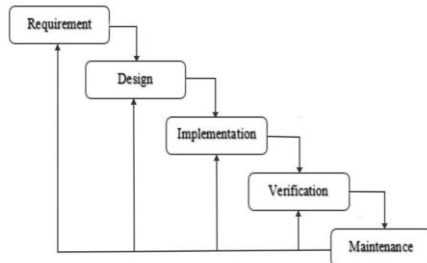 Requirement
Design
Implementation
Verification
Maintenance